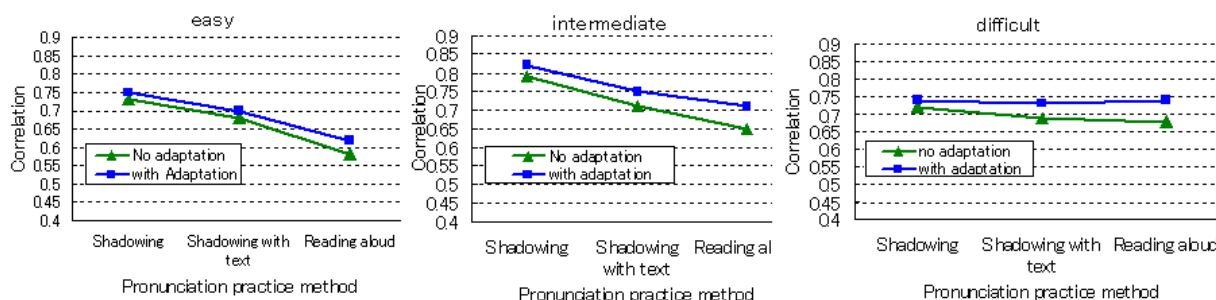 easy
0.9
0.85
0.8
0.75
0.7
0.65
0.6
0.55
0.5
0.45
0.4
Correlation
No adaptation
with Adaptation
Shadowing
Shadowing with
text
Reading aloud
Pronunciation practice method
intermediate
0.9
0.85
0.8
0.75
0.7
0.65
0.6
0.55
0.5
0.45
0.4
Correlation
No adaptation
with adaptation
Shadowing
Shadowing
with text
Reading al
Pronunciation practice method
difficult
0.9
0.85
0.8
0.75
0.7
0.65
0.6
0.55
0.5
0.45
0.4
Correlation
no adaptation
with adaptation
Shadowing
Shadowing with
text
Reading aloud
Pronunciation practice method